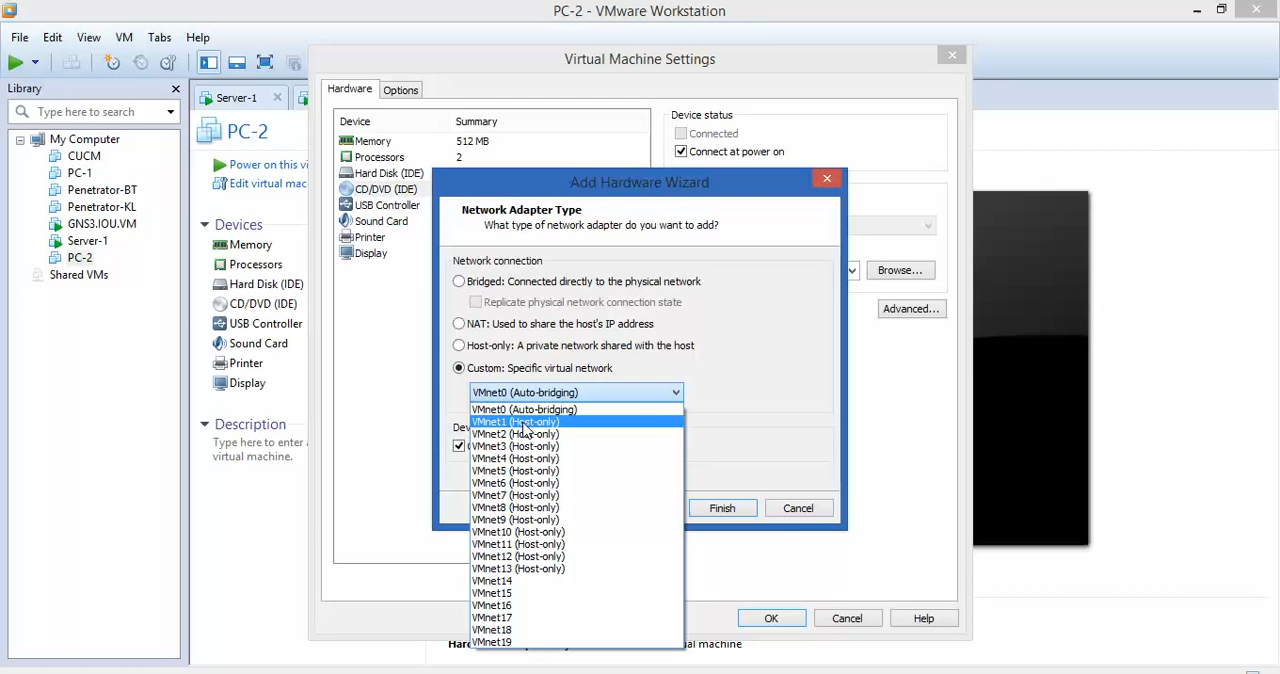 PC-2 - VMware Workstation
File Edit View VM Tabs Help
Library
Type here to search
My Computer
CUCM
PC-1
Penetrator-BT
Penetrator-KL
GNS3.IOU.VM
Server-1
PC-2
Shared VMs
Server-1
PC-2
Power on this vi
Edit virtual mac
Devices
Memory
Processors
Hard Disk (IDE)
CD/DVD (IDE)
USB Controller
Sound Card
Printer
Display
Description
Type here to enter
virtual machine.
Virtual Machine Settings
Hardware Options
Device Summary
Memory 512 MB
Processors 2
Hard Disk (IDE)
CD/DVD (IDE)
USB Controller
Sound Card
Printer
Display
Device status
Connected
Connect at power on
Browse...
Advanced...
Add Hardware Wizard
Network Adapter Type
What type of network adapter do you want to add?
Network connection
Bridged: Connected directly to the physical network
Replicate physical network connection state
NAT: Used to share the host's IP address
Host-only: A private network shared with the host
Custom: Specific virtual network
VMnet0 (Auto-bridging)
VMnet0 (Auto-bridging)
VMnet1 (Host-only)
VMnet2 (Host-only)
VMnet3 (Host-only)
VMnet4 (Host-only)
VMnet5 (Host-only)
VMnet6 (Host-only)
VMnet7 (Host-only)
VMnet8 (Host-only)
VMnet9 (Host-only)
VMnet10 (Host-only)
VMnet11 (Host-only)
VMnet12 (Host-only)
VMnet13 (Host-only)
VMnet14
VMnet15
VMnet16
VMnet17
VMnet18
VMnet19
Finish Cancel
OK Cancel Help
machine